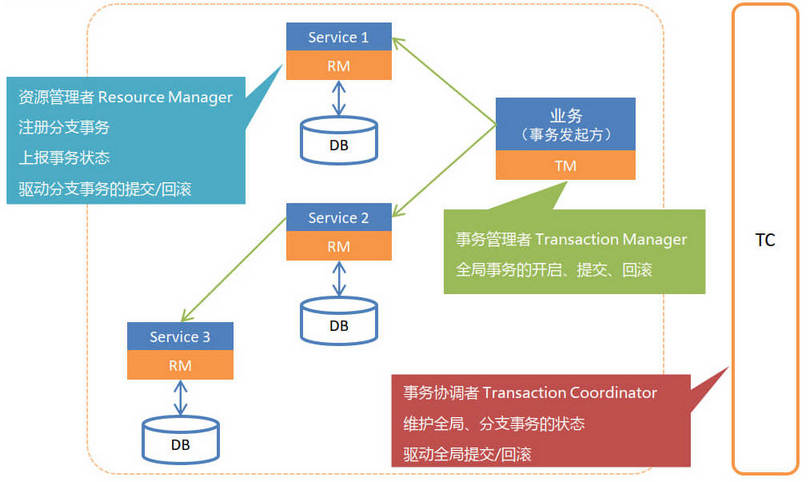 Service 1
RM
DB
资源管理者 Resource Manager
注册分支事务
上报事务状态
驱动分支事务的提交/回滚
业务
(事务发起方)
TM
事务管理者 Transaction Manager
全局事务的开启、提交、回滚
Service 2
RM
DB
Service 3
RM
DB
事务协调者 Transaction Coordinator
维护全局、分支事务的状态
驱动全局提交/回滚
TC